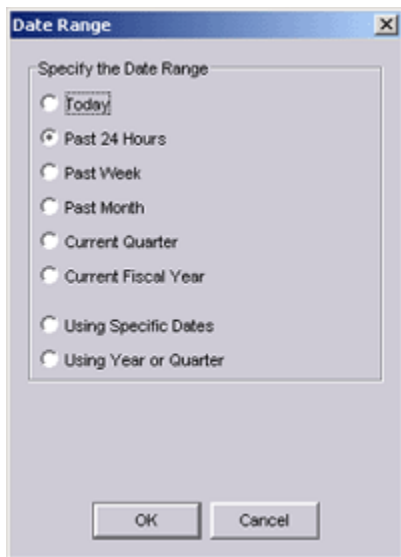 Date Range
Specify the Date Range
Today
Past 24 Hours
Past Week
Past Month
Current Quarter
Current Fiscal Year
Using Specific Dates
Using Year or Quarter
OK Cancel